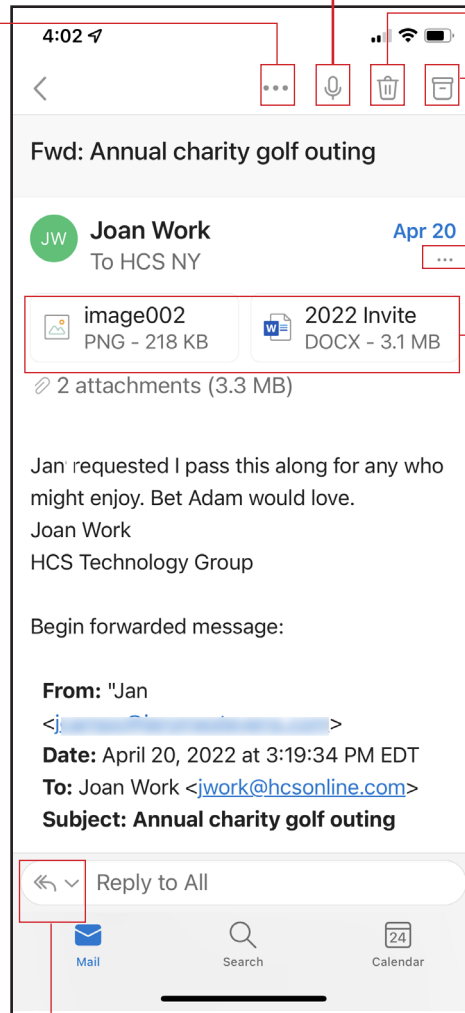 4:02
Fwd: Annual charity golf outing
JW
Joan Work
Apr 20
To HCS NY
...
image002
PNG - 218 KB
W
2022 Invite
DOCX - 3.1 MB
2 attachments (3.3 MB)
Jan requested I pass this along for any who
might enjoy. Bet Adam would love.
Joan Work
HCS Technology Group
Begin forwarded message:
From: "Jan
<j >
Date: April 20, 2022 at 3:19:34 PM EDT
To: Joan Work <jwork@hcsonline.com>
Subject: Annual charity golf outing
Reply to All
24
Mail
Search
Calendar